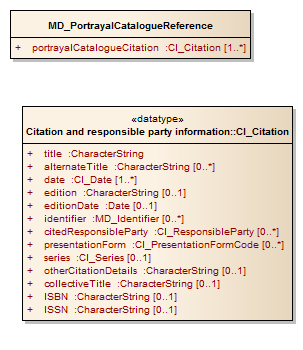 MD_PortrayalCatalogueReference
+ portrayalCatalogueCitation :CI_Citation [1..*]
«datatype»
Citation and responsible party information::CI_Citation
+ title :CharacterString
+ alternateTitle :CharacterString [0..*]
+ date :CI_Date [1..*]
+ edition :CharacterString [0..1]
+ editionDate :Date [0..1]
+ identifier :MD_Identifier [0..*]
+ citedResponsibleParty :CI_ResponsibleParty [0..*]
+ presentationForm :CI_PresentationFormCode [0..*]
+ series :CI_Series [0..1]
+ otherCitationDetails :CharacterString [0..1]
+ collectiveTitle :CharacterString [0..1]
+ ISBN :CharacterString [0..1]
+ ISSN :CharacterString [0..1]